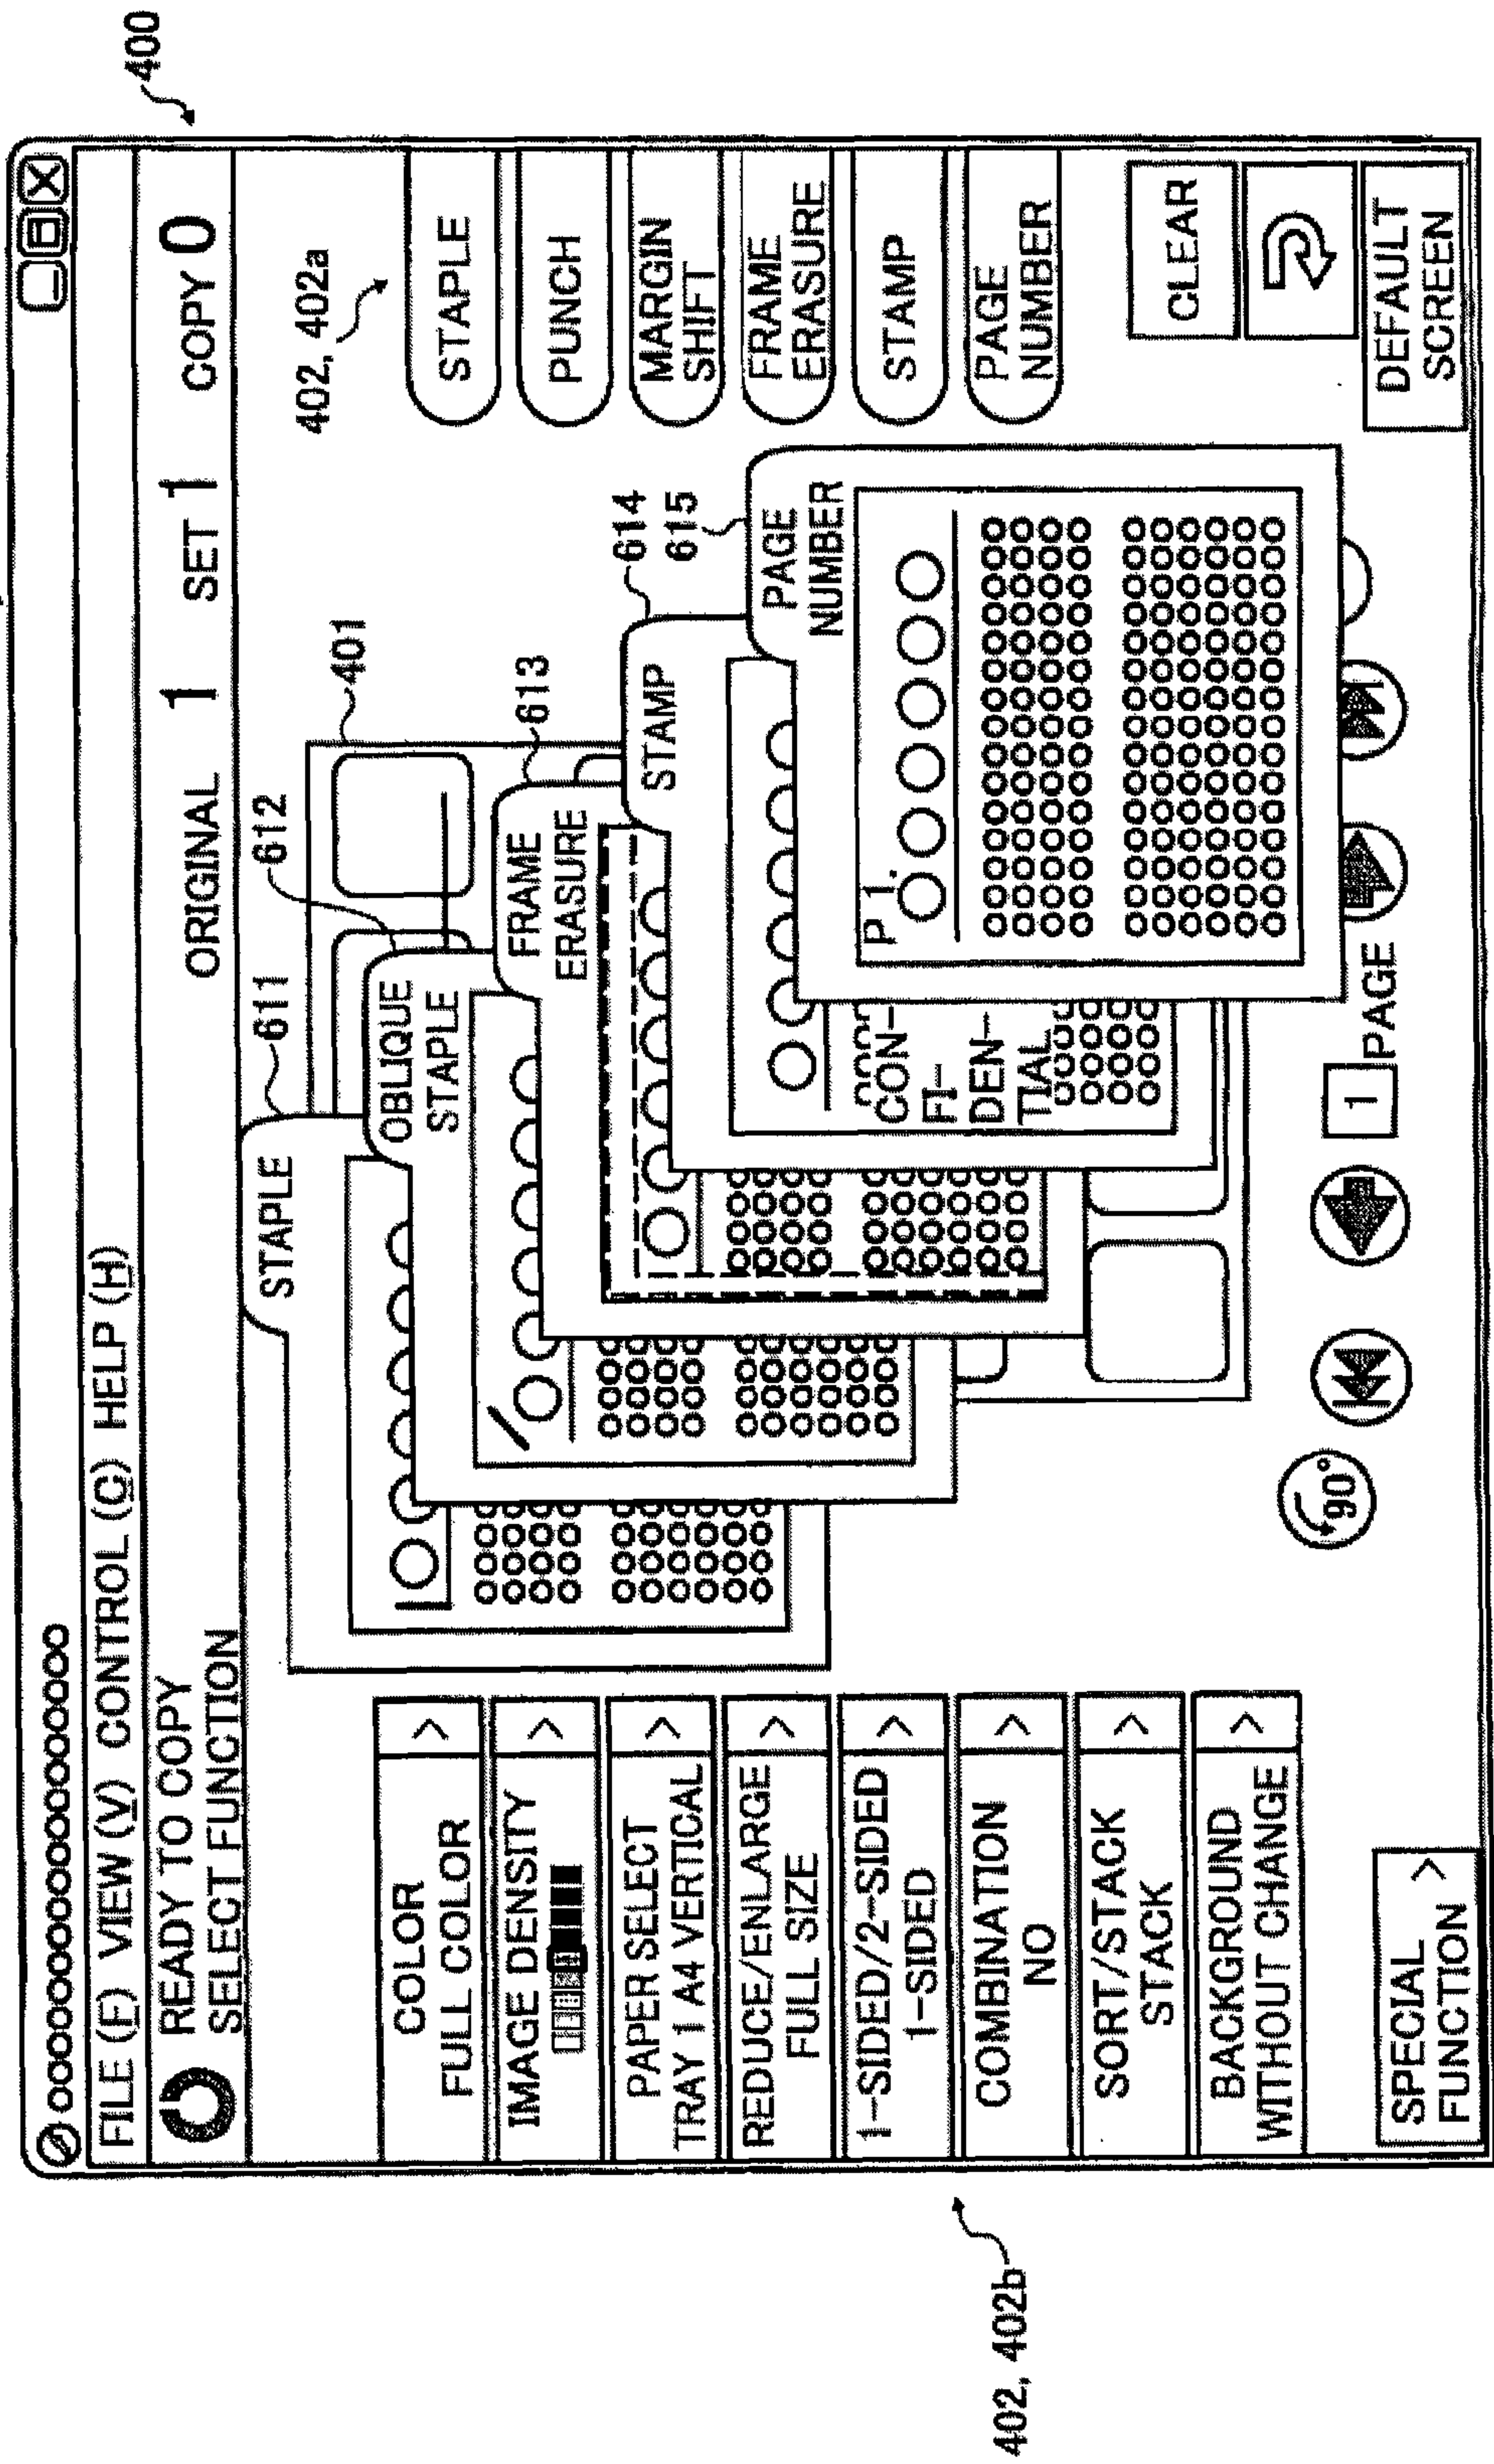 400
OOOOOOOOOOOOOOOOOO
FILE (F) VIEW (V) CONTROL (O) HELP (H)
READY TO COPY
SELECT FUNCTION
ORIGINAL 1 SET 1 COPY 0
COLOR
FULL COLOR
>
IMAGE DENSITY
>
PAPER SELECT
TRAY 1 A4 VERTICAL
>
REDUCE/ENLARGE
FULL SIZE
>
1-SIDED/2-SIDED
1-SIDED
>
COMBINATION
NO
>
SORT/STACK
STACK
>
BACKGROUND
WITHOUT CHANGE
>
SPECIAL
FUNCTION >
402, 402b
611
STAPLE
612
OBLIQUE
STAPLE
401
613
FRAME
ERASURE
614
STAMP
CON-
FI-
DEN-
TIAL
615
PAGE
NUMBER
P 1.
90°
1 PAGE
402, 402a
STAPLE
PUNCH
MARGIN
SHIFT
FRAME
ERASURE
STAMP
PAGE
NUMBER
CLEAR
DEFAULT
SCREEN